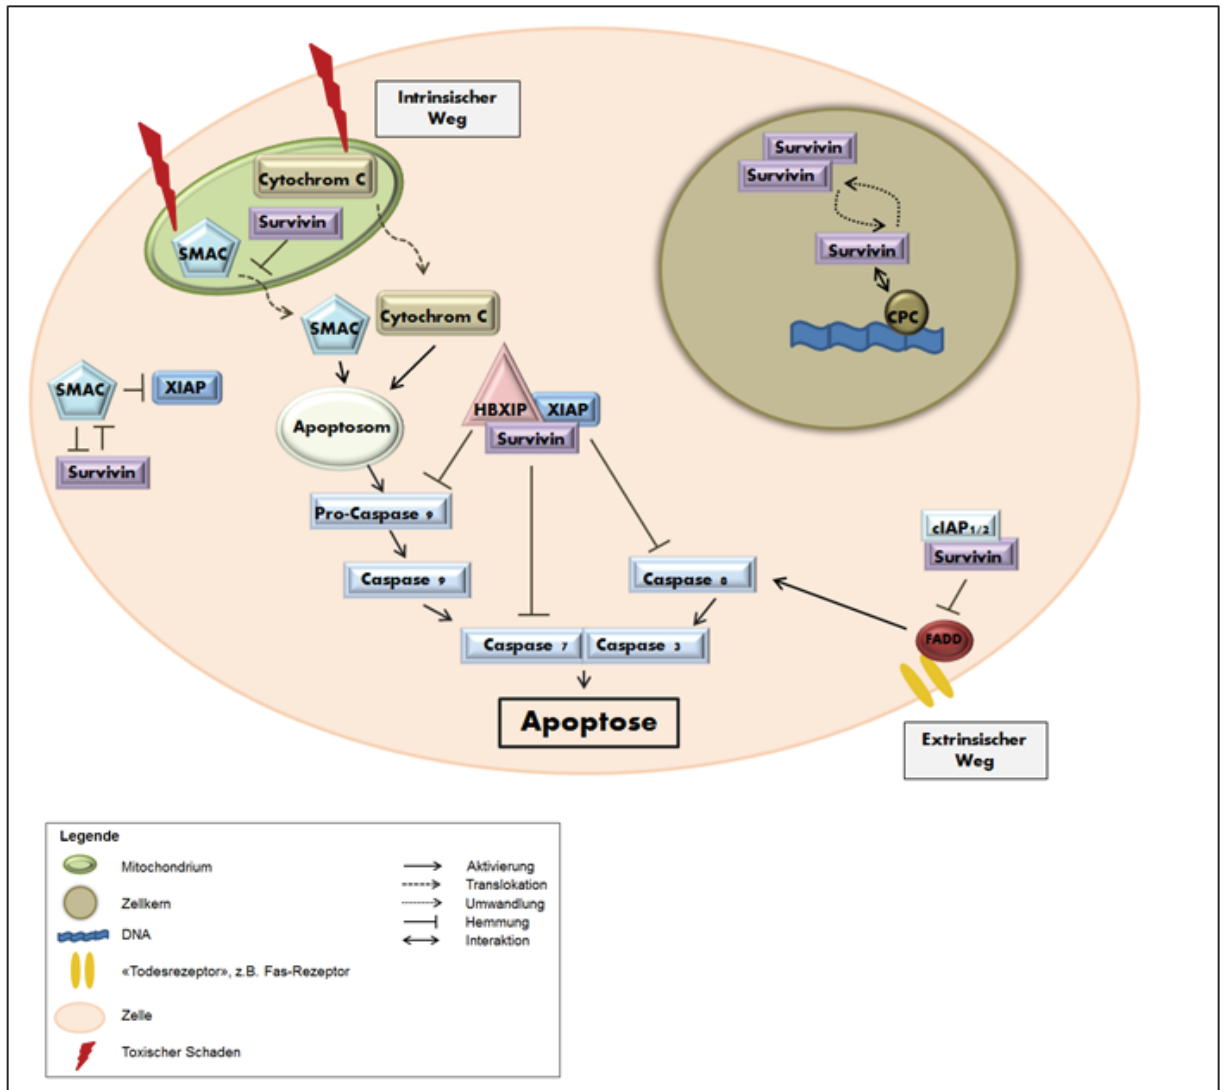 Intrinsischer
Weg
Cytochrom C
Survivin
SMAC
Survivin
Survivin
Survivin
CPC
SMAC
Cytochrom C
SMAC
XIAP
Survivin
Apoptosom
HBXIP
XIAP
Survivin
Pro-Caspase 9
Caspase 9
Caspase 8
cIAP1/2
Survivin
FADD
Caspase 7
Caspase 3
Apoptose
Extrinsischer
Weg
Legende
Mitochondrium
Zellkern
DNA
«Todesrezeptor», z.B. Fas-Rezeptor
Zelle
Toxischer Schaden
Aktivierung
Translokation
Umwandlung
Hemmung
Interaktion